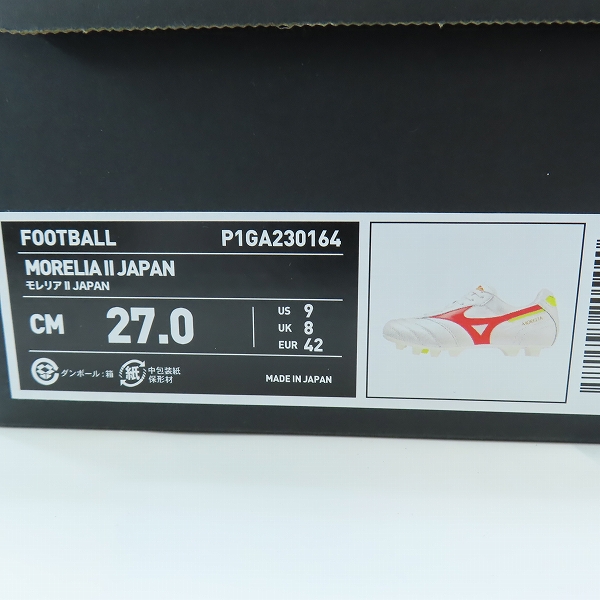 FOOTBALL P1GA230164
MORELIA II JAPAN
モレリア II JAPAN
CM 27.0
US 9
UK 8
EUR 42
ダンボール：箱
紙
中包装紙
保形材
MADE IN JAPAN
MORELIA